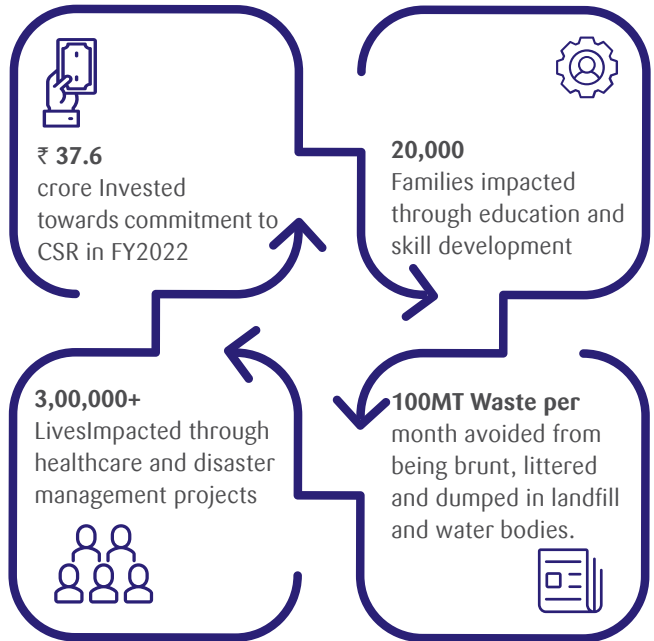 ₹ 37.6
crore Invested
towards commitment to
CSR in FY2022
20,000
Families impacted
through education and
skill development
3,00,000+
LivesImpacted through
healthcare and disaster
management projects
100MT Waste per
month avoided from
being brunt, littered
and dumped in landfill
and water bodies.